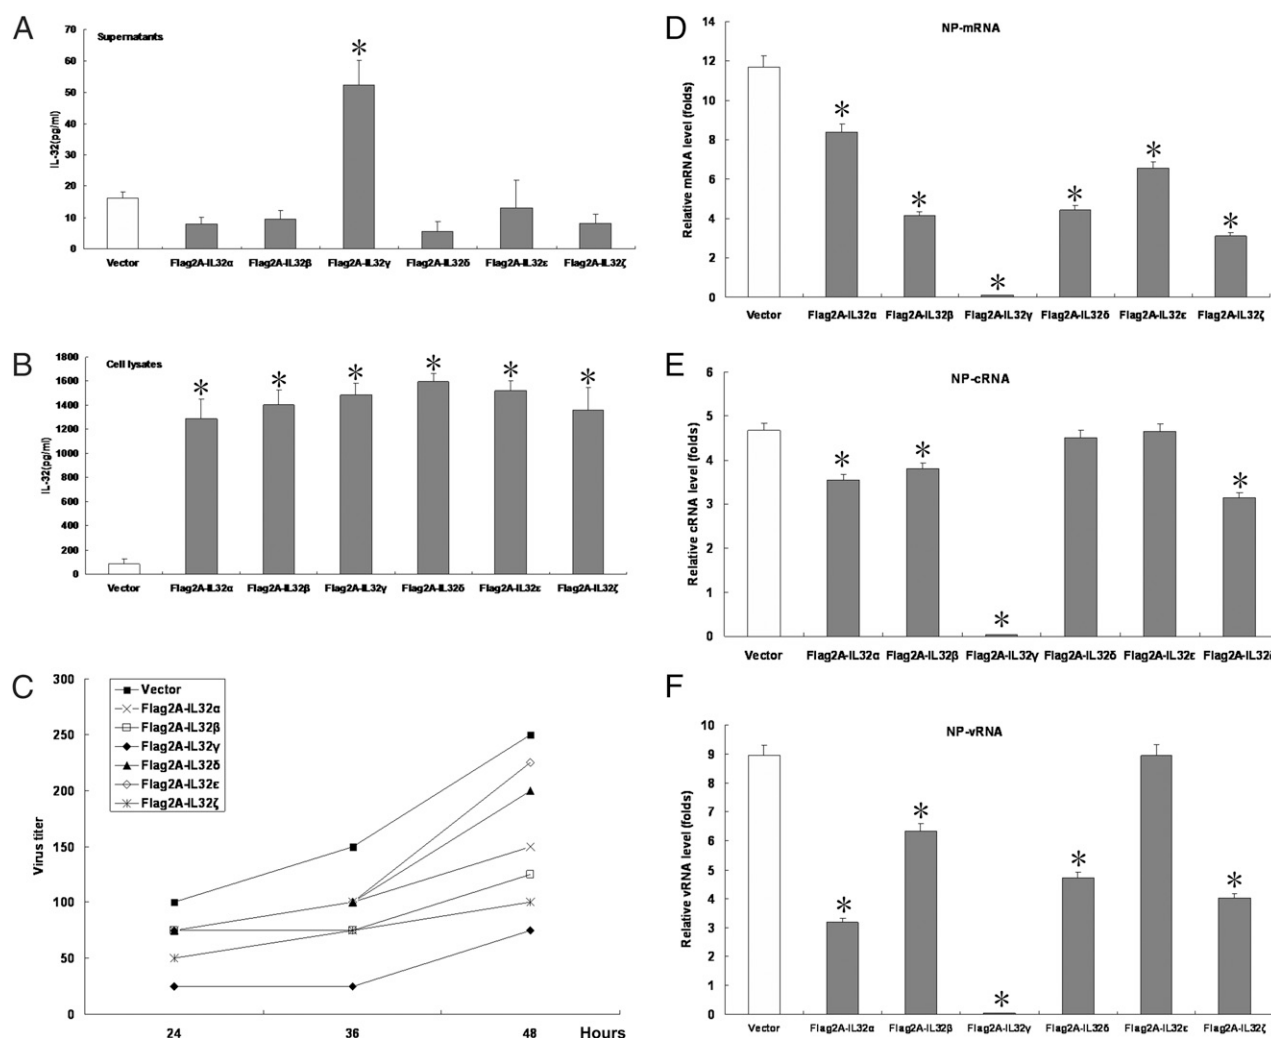 A
Supernatants
IL-32(pg/ml)
70
60
50
40
30
20
10
0
*
Vector Flag2A-IL32α Flag2A-IL32β Flag2A-IL32γ Flag2A-IL32δ Flag2A-IL32ε Flag2A-IL32ζ
B
Cell lysates
IL-32(pg/ml)
1800
1600
1400
1200
1000
800
600
400
200
0
* * * * * *
Vector Flag2A-IL32α Flag2A-IL32β Flag2A-IL32γ Flag2A-IL32δ Flag2A-IL32ε Flag2A-IL32ζ
C
Virus titer
300
250
200
150
100
50
0
Vector
Flag2A-IL32α
Flag2A-IL32β
Flag2A-IL32γ
Flag2A-IL32δ
Flag2A-IL32ε
Flag2A-IL32ζ
24 36 48 Hours
D
NP-mRNA
Relative mRNA level (folds)
14
12
10
8
6
4
2
0
* * * * * *
Vector Flag2A-IL32α Flag2A-IL32β Flag2A-IL32γ Flag2A-IL32δ Flag2A-IL32ε Flag2A-IL32ζ
E
NP-cRNA
Relative cRNA level (folds)
6
5
4
3
2
1
0
* * * *
Vector Flag2A-IL32α Flag2A-IL32β Flag2A-IL32γ Flag2A-IL32δ Flag2A-IL32ε
F
NP-vRNA
Relative vRNA level (folds)
10
9
8
7
6
5
4
3
2
1
0
* * * * *
Vector Flag2A-IL32α Flag2A-IL32β Flag2A-IL32γ Flag2A-IL32δ Flag2A-IL32ε Flag2A-IL32ζ